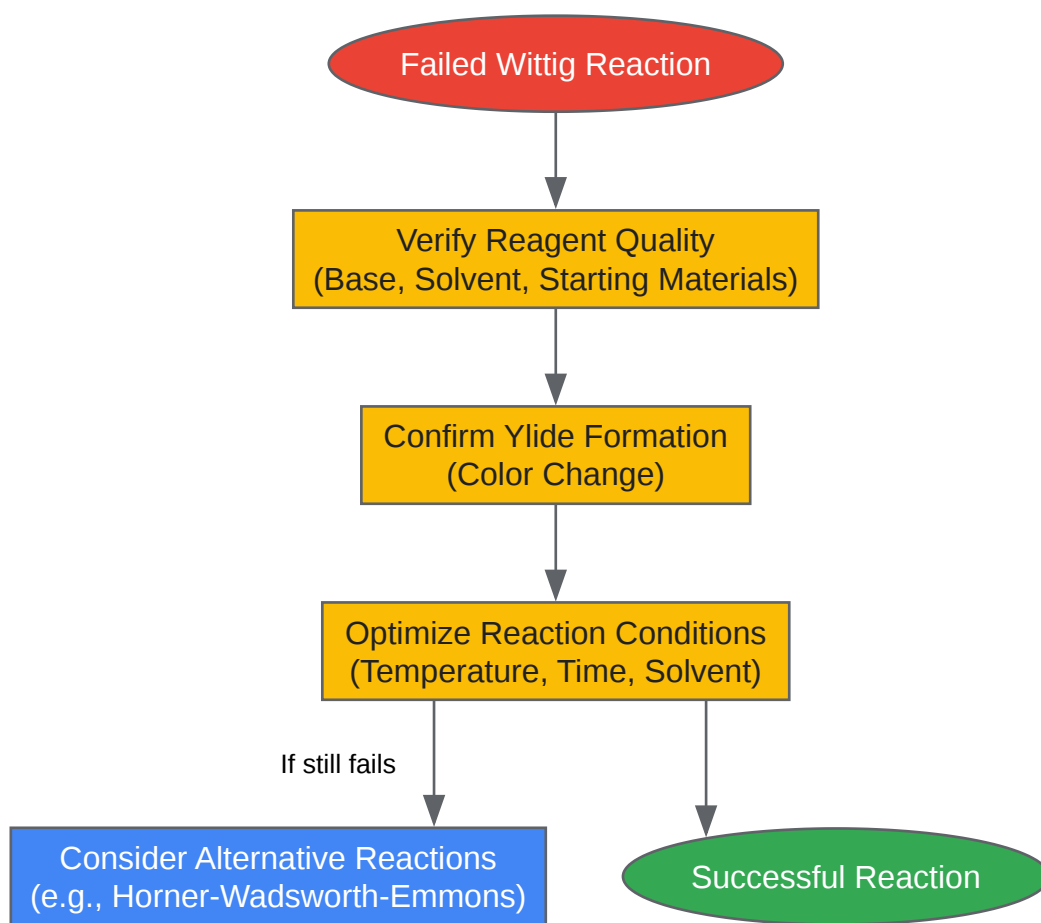 Failed Wittig Reaction
Verify Reagent Quality
(Base, Solvent, Starting Materials)
Confirm Ylide Formation
(Color Change)
Optimize Reaction Conditions
(Temperature, Time, Solvent)
If still fails
Consider Alternative Reactions
(e.g., Horner-Wadsworth-Emmons)
Successful Reaction